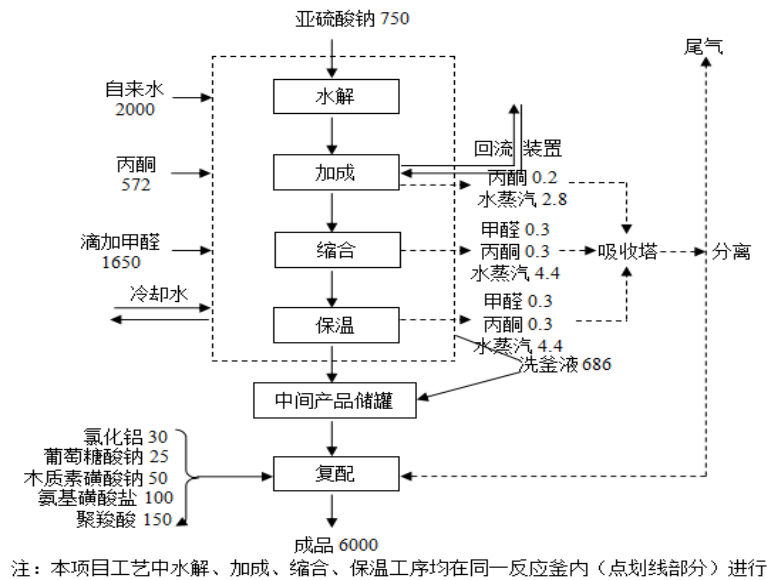 亚硫酸钠 750
尾气
自来水
2000
水解
回流 装置
丙酮
572
加成
丙酮 0.2
水蒸汽 2.8
滴加甲醛
1650
缩合
甲醛 0.3
丙酮 0.3
水蒸汽 4.4
吸收塔
分离
冷却水
保温
甲醛 0.3
丙酮 0.3
水蒸汽 4.4
洗釜液 686
中间产品储罐
氯化铝 30
葡萄糖酸钠 25
木质素磺酸钠 50
氨基磺酸盐 100
聚羧酸 150
复配
成品 6000
注：本项目工艺中水解、加成、缩合、保温工序均在同一反应釜内（点划线部分）进行